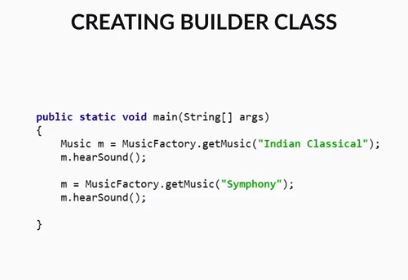 CREATING BUILDER CLASS
public static void main(String[] args)
{
Music m = MusicFactory.getMusic("Indian Classical");
m.hearSound();
m = MusicFactory.getMusic("Symphony");
m.hearSound();
}